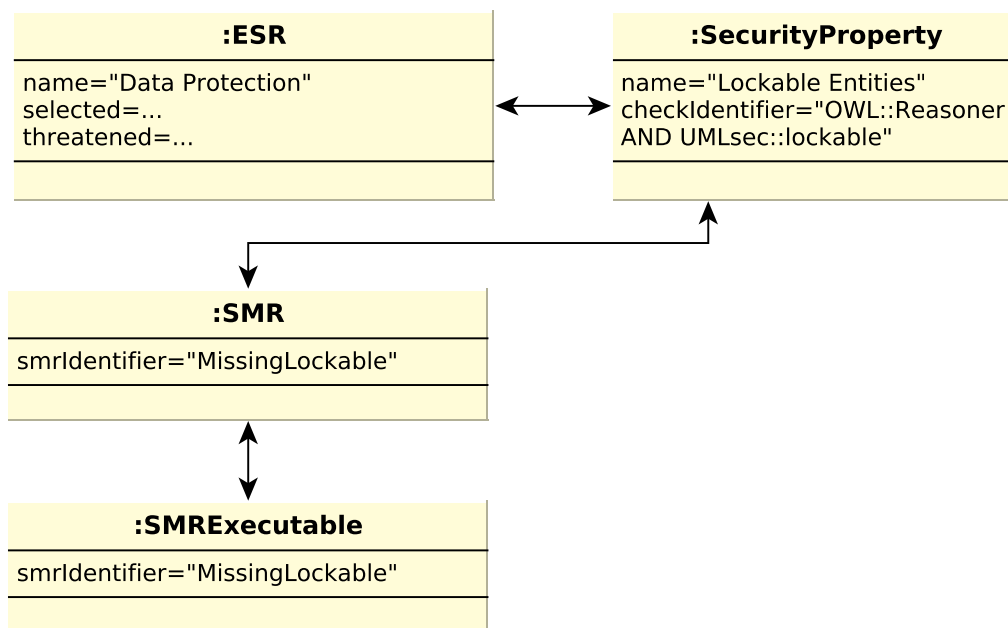 :ESR
name="Data Protection"
selected=...
threatened=...
:SecurityProperty
name="Lockable Entities"
checkIdentifier="OWL::Reasoner
AND UMLsec::lockable"
:SMR
smrIdentifier="MissingLockable"
:SMRExecutable
smrIdentifier="MissingLockable"